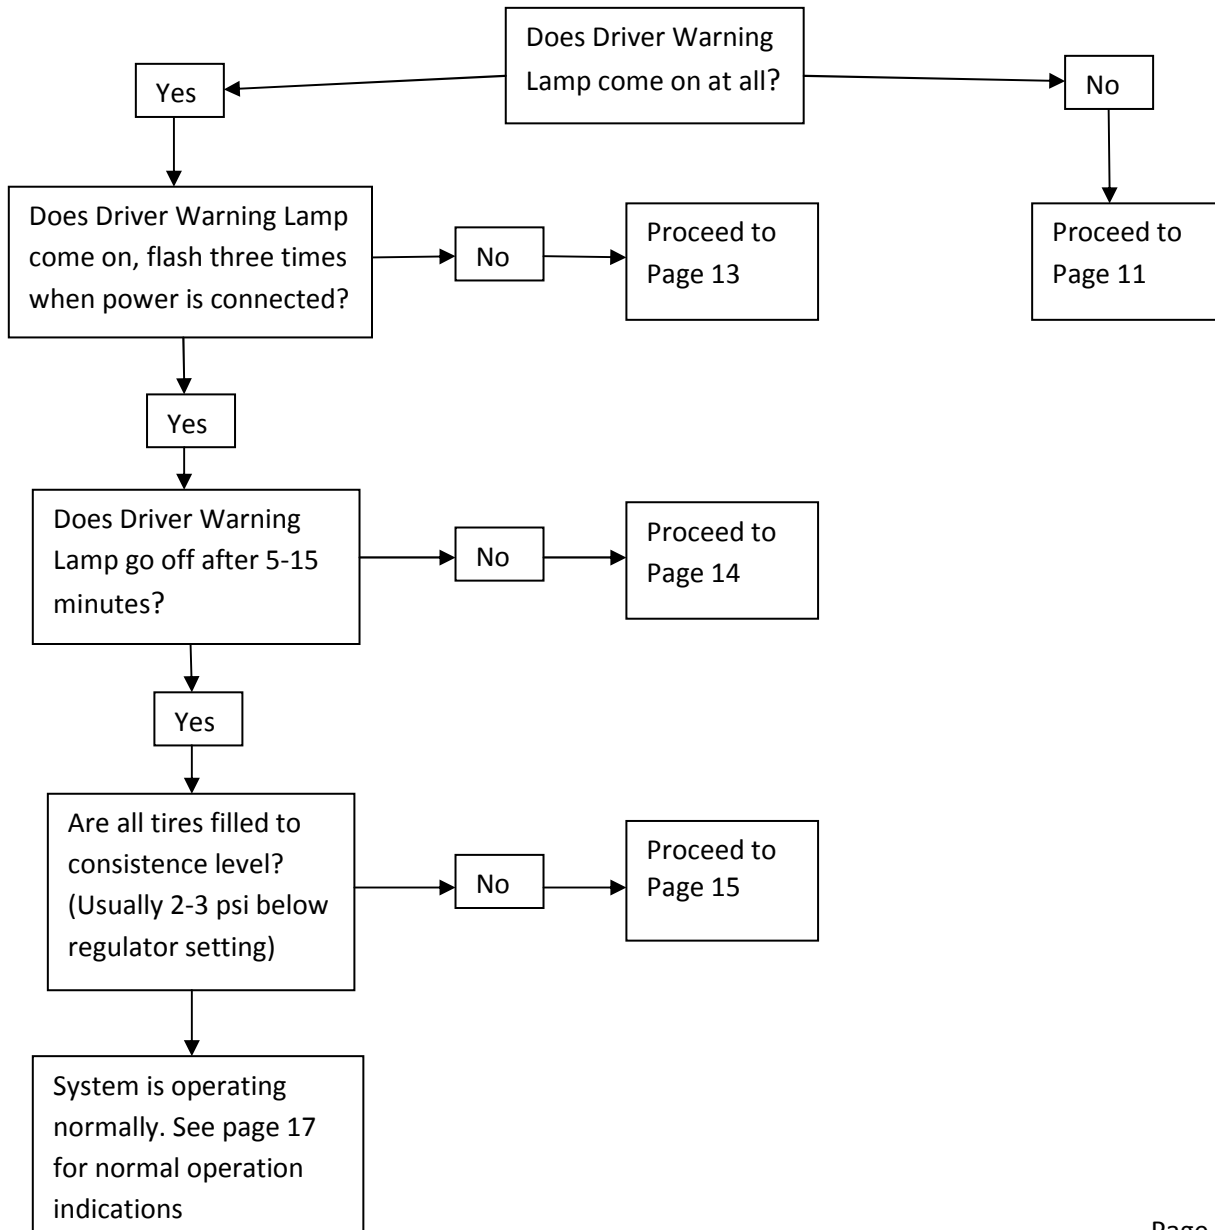 Does Driver Warning
Lamp come on at all?
Yes
No
Does Driver Warning Lamp
come on, flash three times
when power is connected?
No
Proceed to
Page 13
Proceed to
Page 11
Yes
Does Driver Warning
Lamp go off after 5-15
minutes?
No
Proceed to
Page 14
Yes
Are all tires filled to
consistence level?
(Usually 2-3 psi below
regulator setting)
No
Proceed to
Page 15
System is operating
normally. See page 17
for normal operation
indications
Page